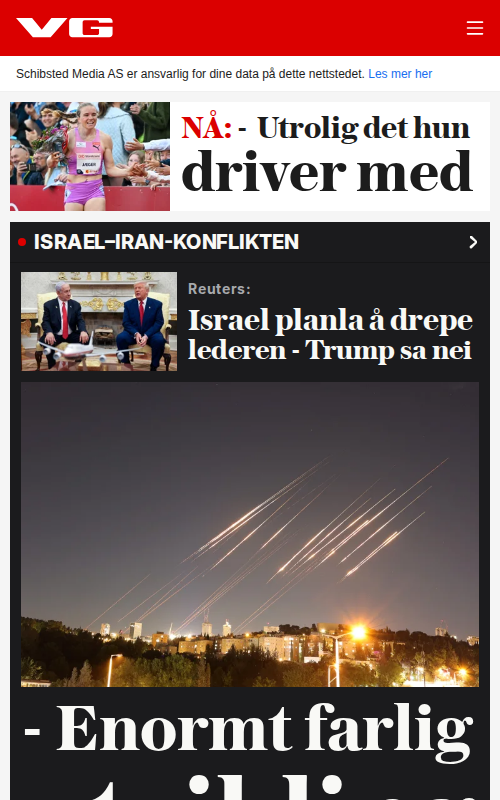 VG
Schibsted Media AS er ansvarlig for dine data på dette nettstedet. Les mer her
NÅ: - Utrolig det hun
driver med
ISRAEL–IRAN-KONFLIKTEN
Reuters:
Israel planla å drepe
lederen - Trump sa nei
- Enormt farlig